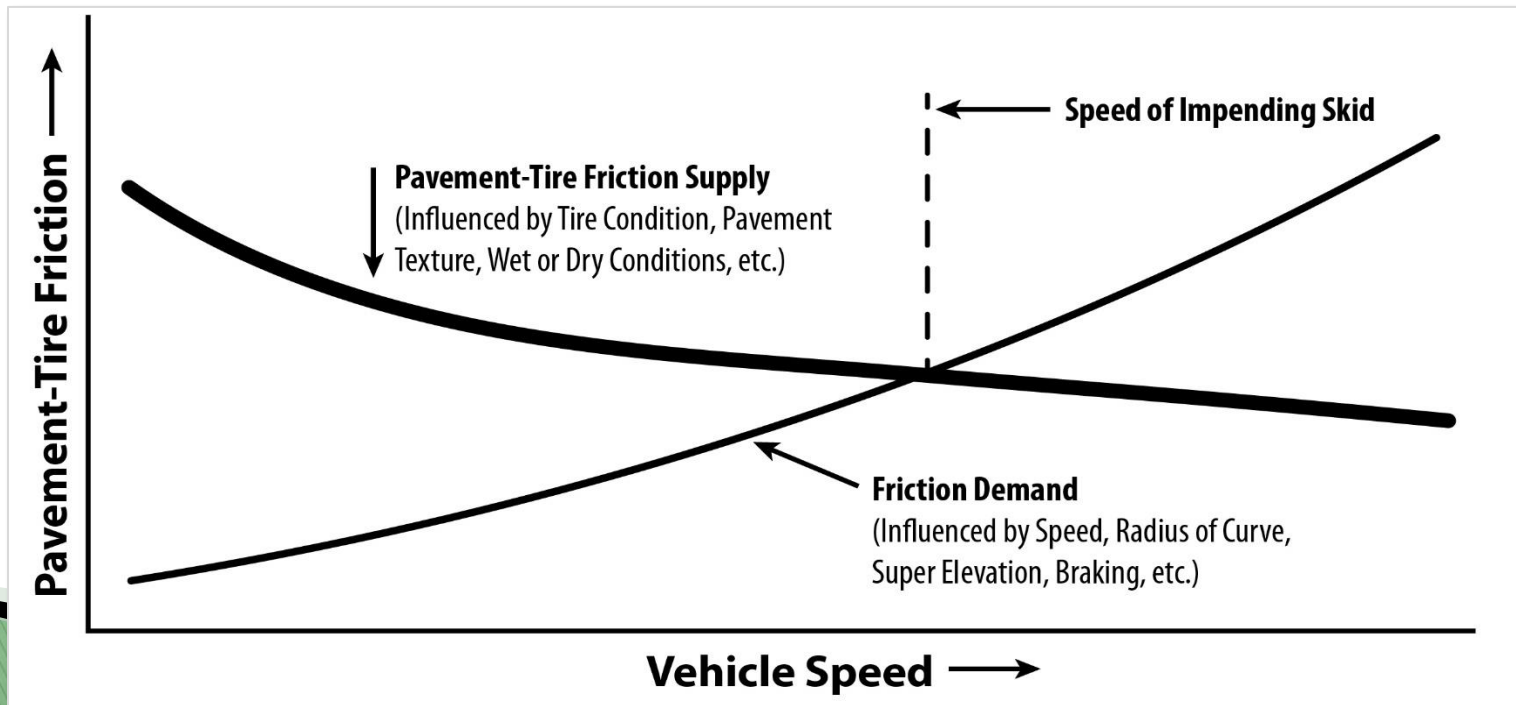 Pavement-Tire Friction
Speed of Impending Skid
Pavement-Tire Friction Supply
(Influenced by Tire Condition, Pavement
Texture, Wet or Dry Conditions, etc.)
Friction Demand
(Influenced by Speed, Radius of Curve,
Super Elevation, Braking, etc.)
Vehicle Speed